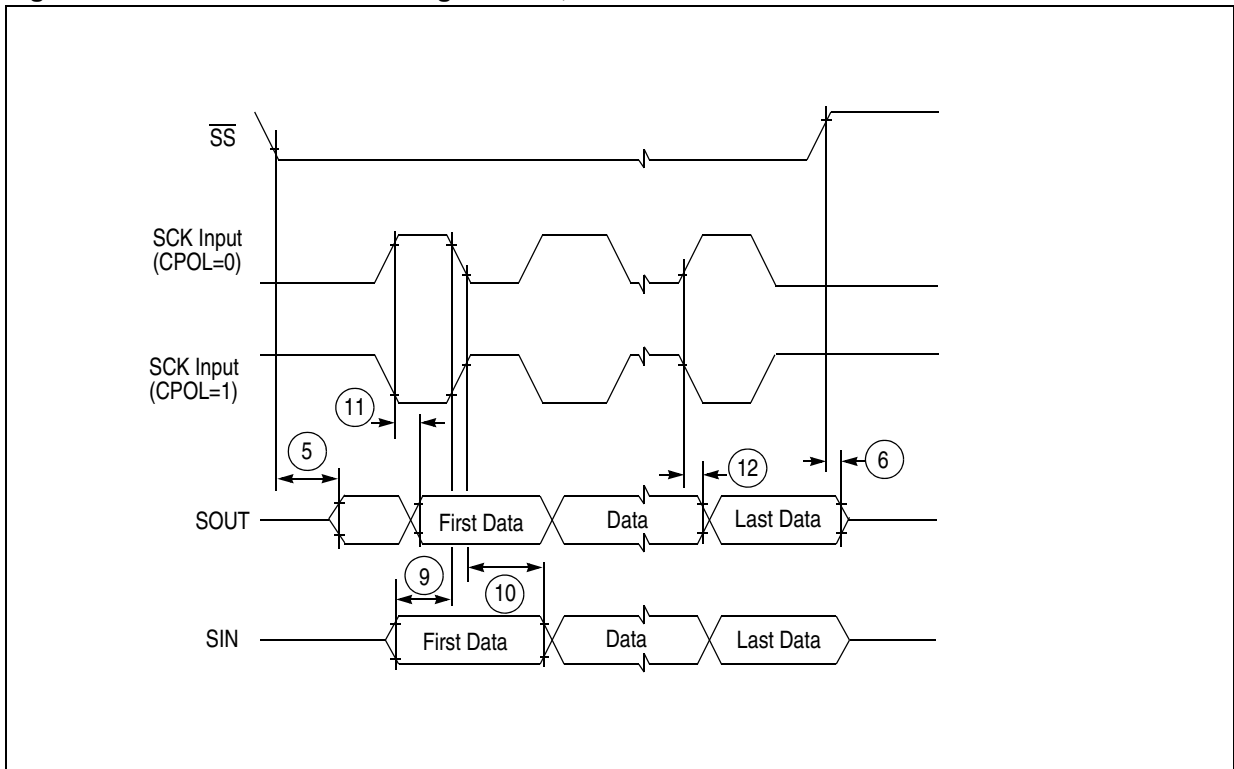 SS
SCK Input
(CPOL=0)
SCK Input
(CPOL=1)
11
5
12
6
SOUT
First Data
Data
Last Data
9
10
SIN
First Data
Data
Last Data